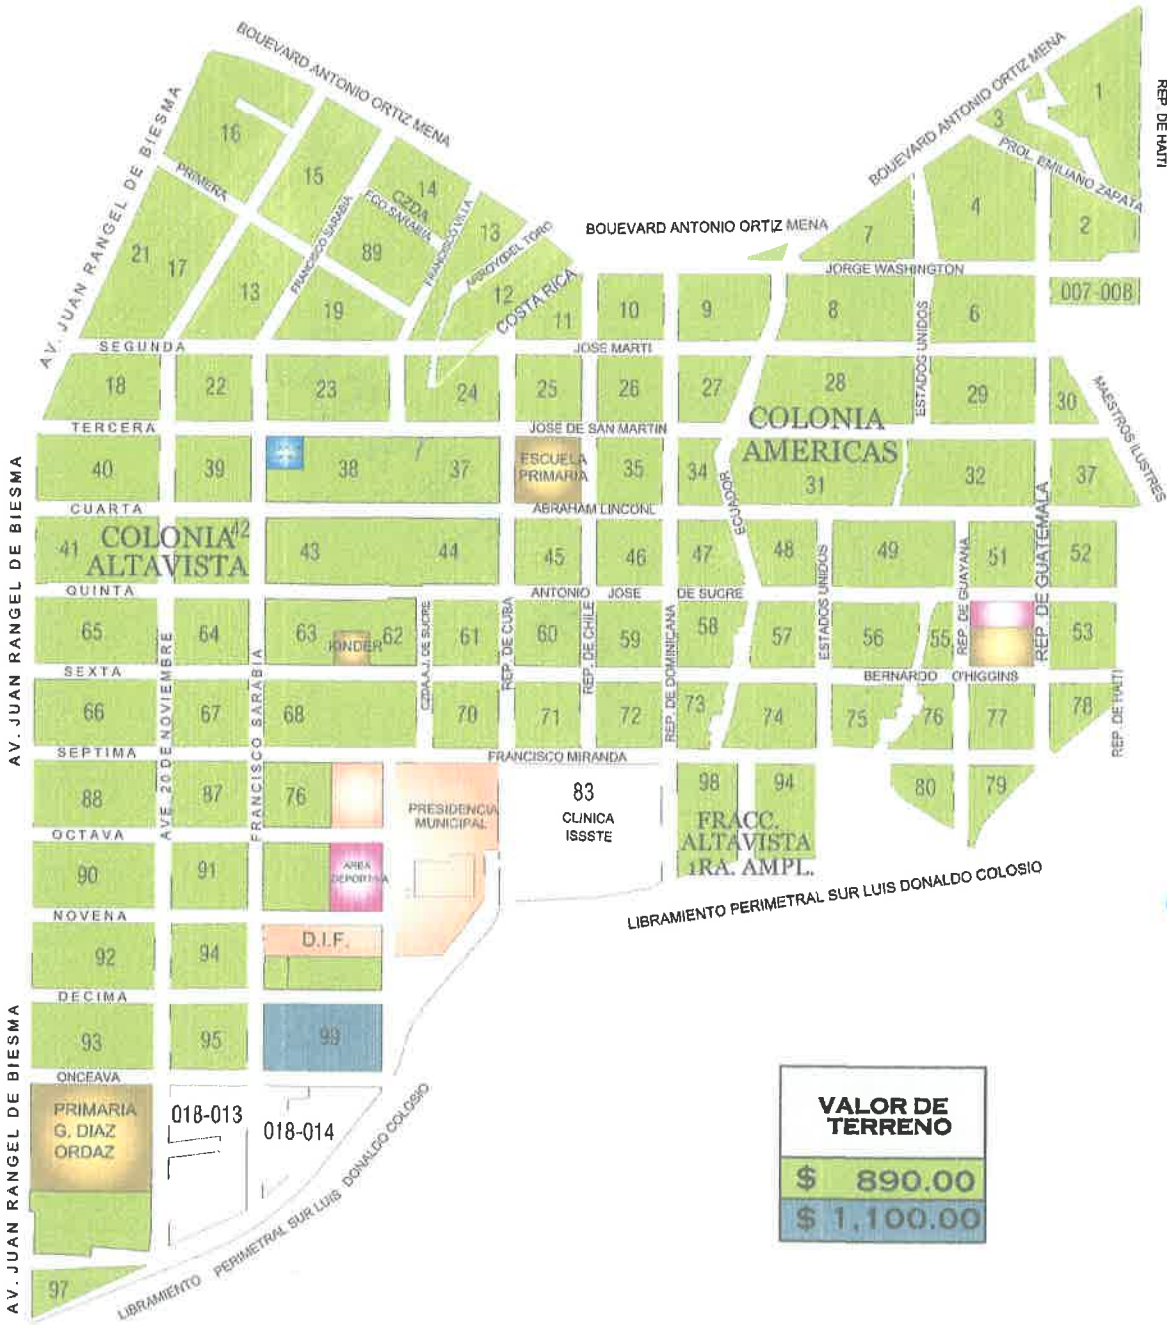 BOUEVARD ANTONIO ORTIZ MENA
BOUEVARD ANTONIO ORTIZ MENA
REP. DE HAITI
AV. JUAN RANGEL DE BIESMA
16
15
14
CZDA
FCO. SARABIA
PRIMERA
FRANCISCO SARABIA
FRANCISCO VILLA
13
ARROYO DEL TORO
89
21
17
13
19
12
COSTA RICA
11
BOUEVARD ANTONIO ORTIZ MENA
1
3
PROL. EMILIANO ZAPATA
4
2
7
JORGE WASHINGTON
007-008
10
9
8
6
ESTADOS UNIDOS
SEGUNDA
JOSE MARTI
18
22
23
24
25
26
27
28
29
30
MAESTROS ILUSTRES
COLONIA
AMERICAS
TERCERA
JOSE DE SAN MARTIN
40
39
38
37
ESCUELA
PRIMARIA
35
34
31
32
37
ECUADOR
AV. JUAN RANGEL DE BIESMA
CUARTA
ABRAHAM LINCONL
41
COLONIA
ALTAVISTA
42
43
44
45
46
47
48
49
51
52
ESTADOS UNIDOS
REP. DE GUAYANA
REP. DE GUATEMALA
QUINTA
ANTONIO JOSE DE SUCRE
65
64
63
KINDER
62
CZDA. A.J. DE SUCRE
61
REP. DE CUBA
60
REP. DE CHILE
59
REP. DE DOMINICANA
58
57
56
55
53
AVE. 20 DE NOVIEMBRE
FRANCISCO SARABIA
SEXTA
BERNARDO O'HIGGINS
66
67
68
70
71
72
73
74
75
76
77
78
REP. DE HAITI
SEPTIMA
FRANCISCO MIRANDA
88
87
76
PRESIDENCIA
MUNICIPAL
83
CLINICA
ISSSTE
98
94
80
79
FRACC.
ALTAVISTA
1RA. AMPL.
OCTAVA
90
91
AREA
DEPORTIVA
LIBRAMIENTO PERIMETRAL SUR LUIS DONALDO COLOSIO
NOVENA
92
94
D.I.F.
DECIMA
93
95
99
AV. JUAN RANGEL DE BIESMA
ONCEAVA
PRIMARIA
G. DIAZ
ORDAZ
018-013
018-014
97
LIBRAMIENTO PERIMETRAL SUR LUIS DONALDO COLOSIO
VALOR DE
TERRENO
$ 890.00
$ 1,100.00